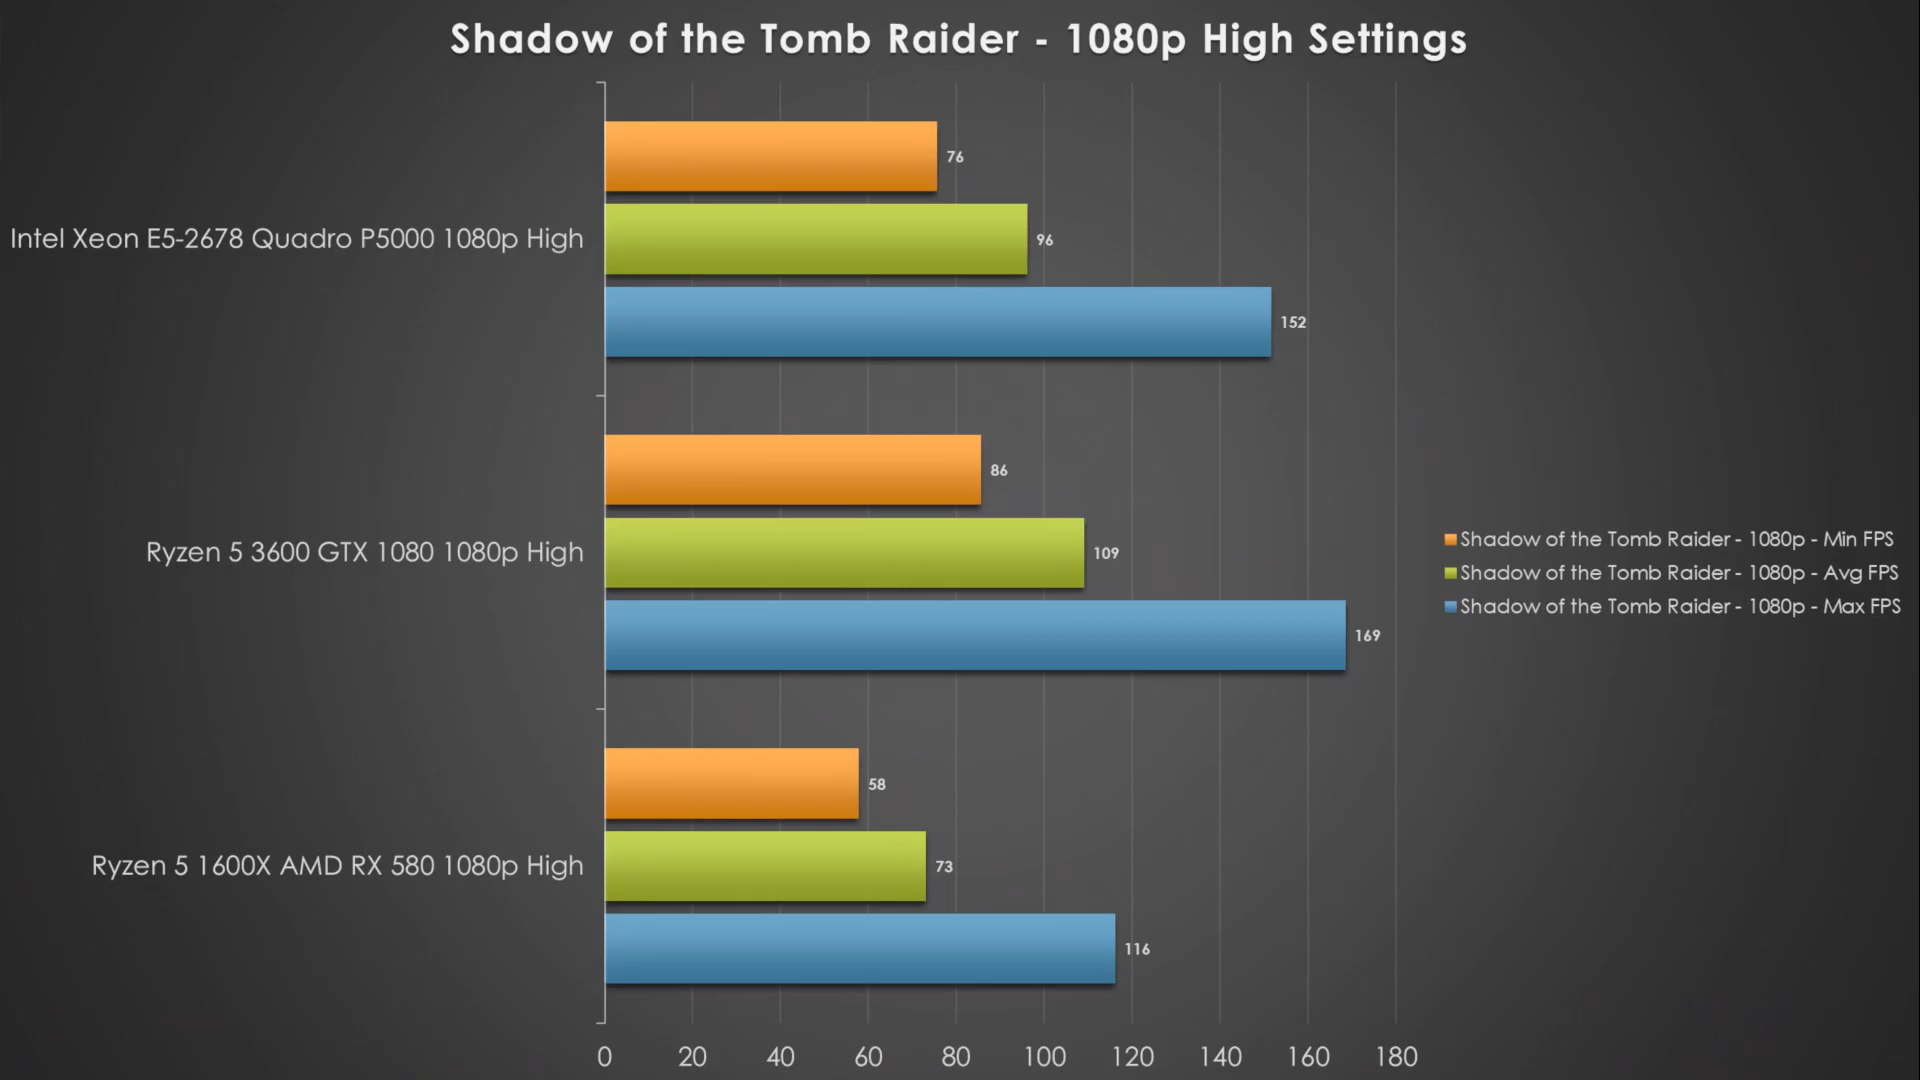 Shadow of the Tomb Raider - 1080p High Settings
Intel Xeon E5-2678 Quadro P5000 1080p High
76
96
152
Ryzen 5 3600 GTX 1080 1080p High
86
109
169
Ryzen 5 1600X AMD RX 580 1080p High
58
73
116
Shadow of the Tomb Raider - 1080p - Min FPS
Shadow of the Tomb Raider - 1080p - Avg FPS
Shadow of the Tomb Raider - 1080p - Max FPS
0 20 40 60 80 100 120 140 160 180